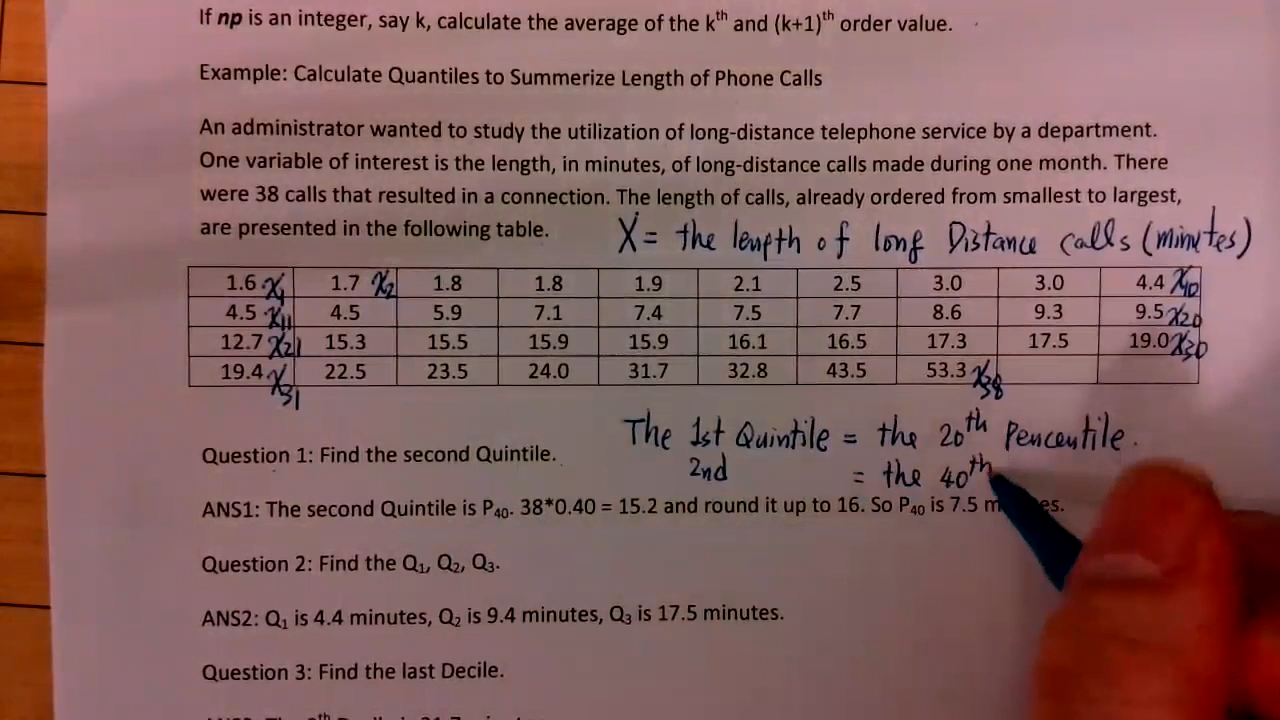 If np is an integer, say k, calculate the average of the kth and (k+1)th order value.
Example: Calculate Quantiles to Summerize Length of Phone Calls
An administrator wanted to study the utilization of long-distance telephone service by a department.
One variable of interest is the length, in minutes, of long-distance calls made during one month. There
were 38 calls that resulted in a connection. The length of calls, already ordered from smallest to largest,
are presented in the following table.
X = the length of long Distance calls (minutes)
1.6 X1 1.7 X2 1.8 1.8 1.9 2.1 2.5 3.0 3.0 4.4 X10
4.5 X11 4.5 5.9 7.1 7.4 7.5 7.7 8.6 9.3 9.5 X20
12.7 X21 15.3 15.5 15.9 15.9 16.1 16.5 17.3 17.5 19.0 X30
19.4 X31 22.5 23.5 24.0 31.7 32.8 43.5 53.3 X38
The 1st Quintile = the 20th Pencentile.
2nd = the 40th
Question 1: Find the second Quintile.
ANS1: The second Quintile is P40. 38*0.40 = 15.2 and round it up to 16. So P40 is 7.5
Question 2: Find the Q1, Q2, Q3.
ANS2: Q1 is 4.4 minutes, Q2 is 9.4 minutes, Q3 is 17.5 minutes.
Question 3: Find the last Decile.